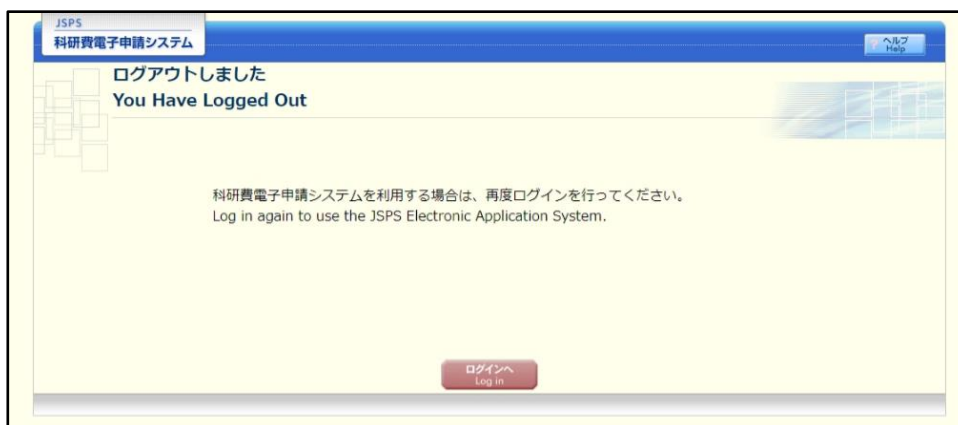 JSPS
科研費電子申請システム
? ヘルプ
Help
ログアウトしました
You Have Logged Out
科研費電子申請システムを利用する場合は、再度ログインを行ってください。
Log in again to use the JSPS Electronic Application System.
ログインへ
Log in